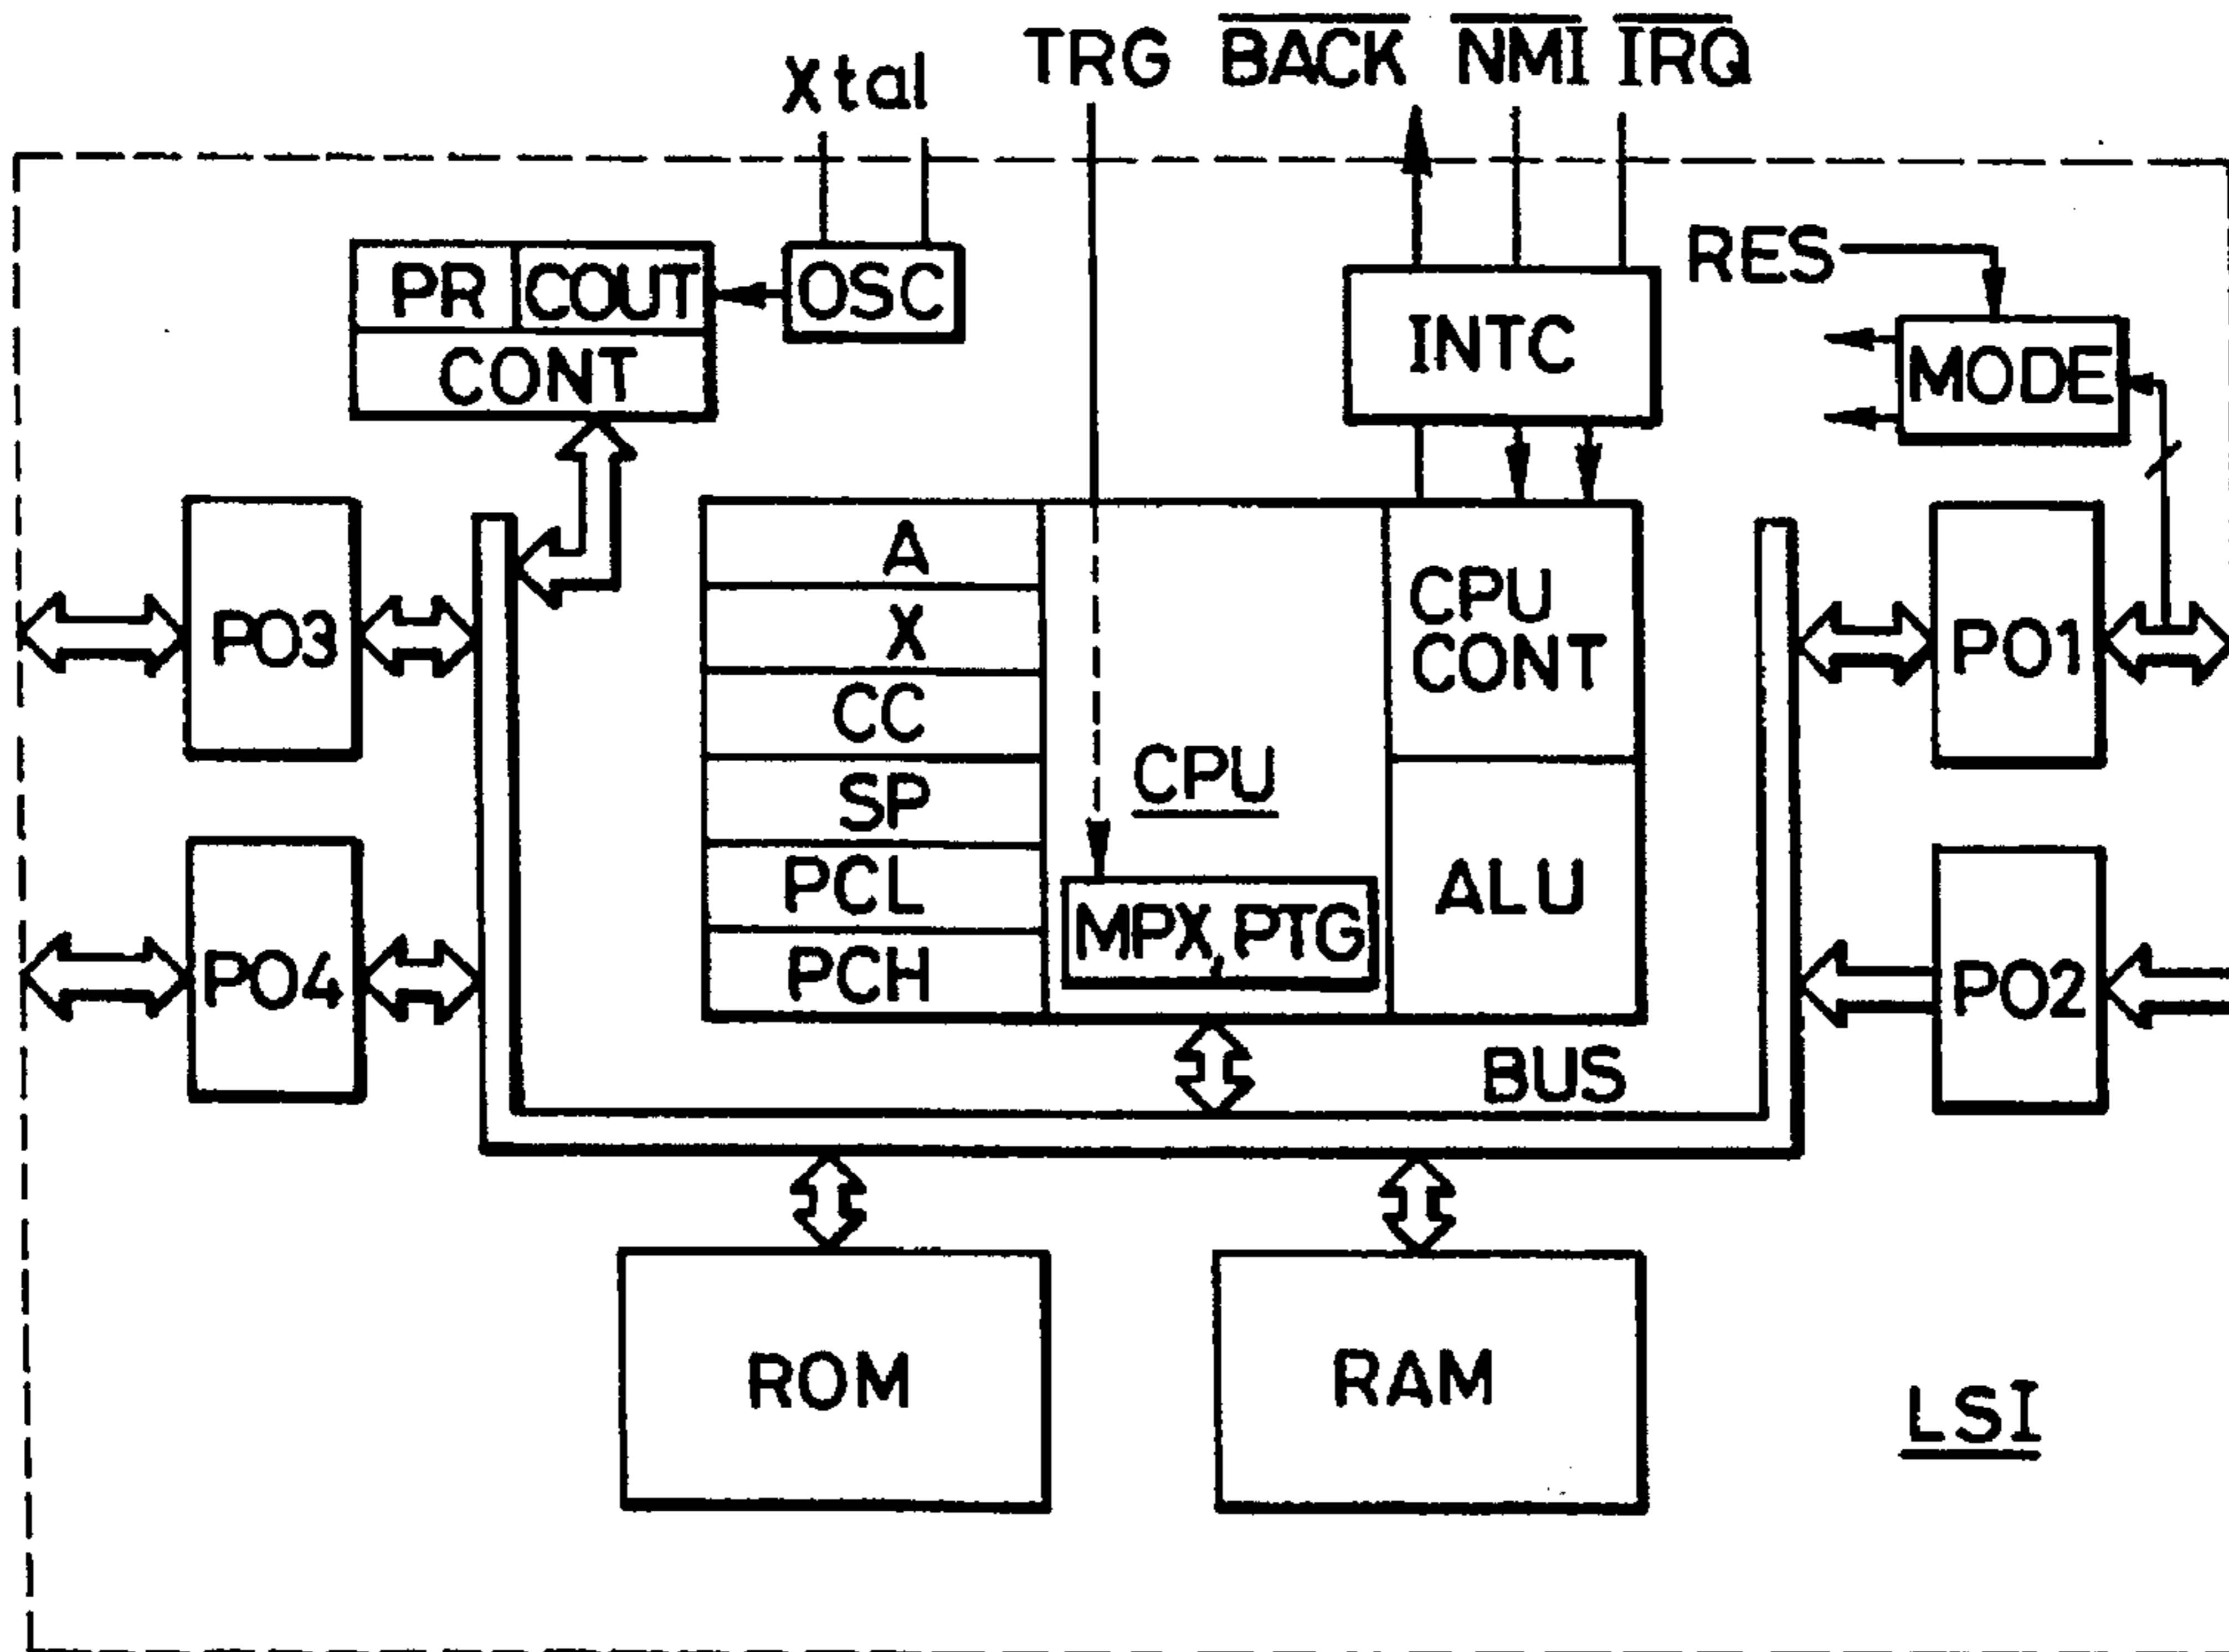 TRG BACK NMI IRQ
Xtal
RES
PR COUT
OSC
CONT
INTC
MODE
A
X
CC
SP
PCL
PCH
CPU
MPX, PTG
CPU
CONT
ALU
PO3
PO4
PO1
PO2
BUS
ROM
RAM
LSI